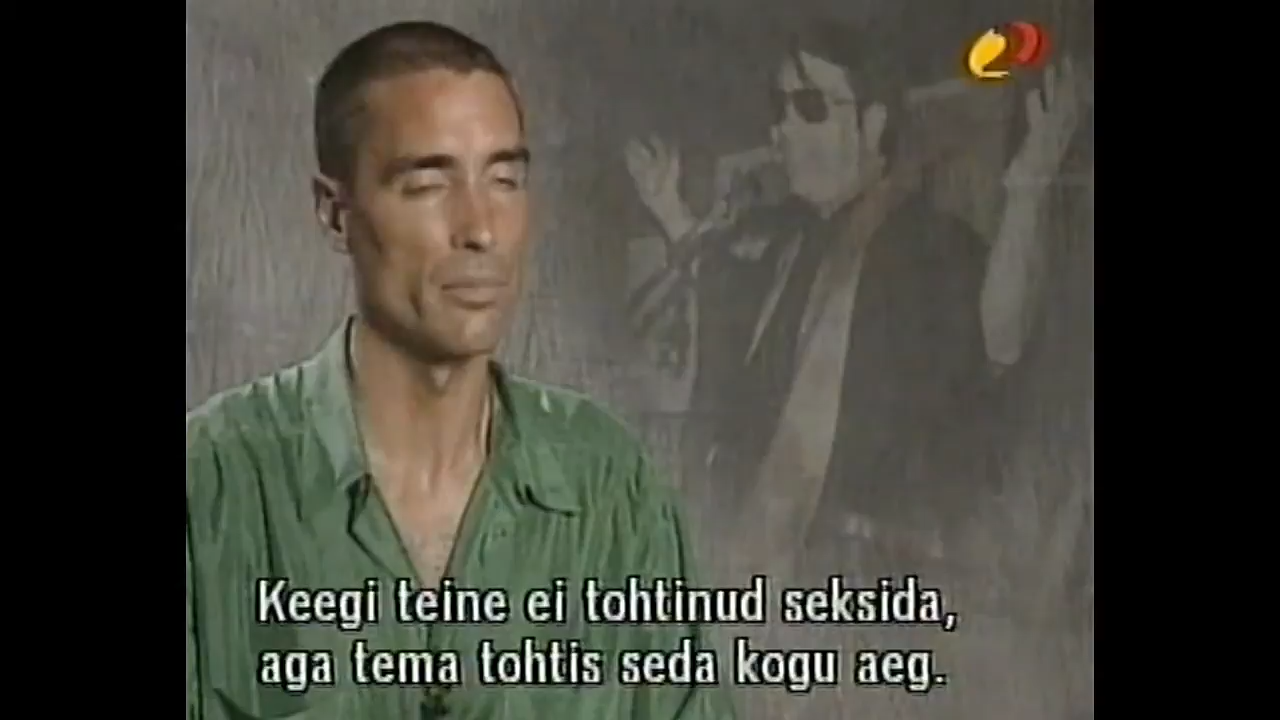 Keegi teine ei tohtinud seksida,
aga tema tohtis seda kogu aeg.